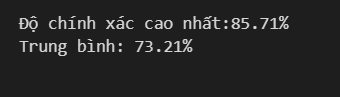 Độ chính xác cao nhất:85.71%
Trung bình: 73.21%